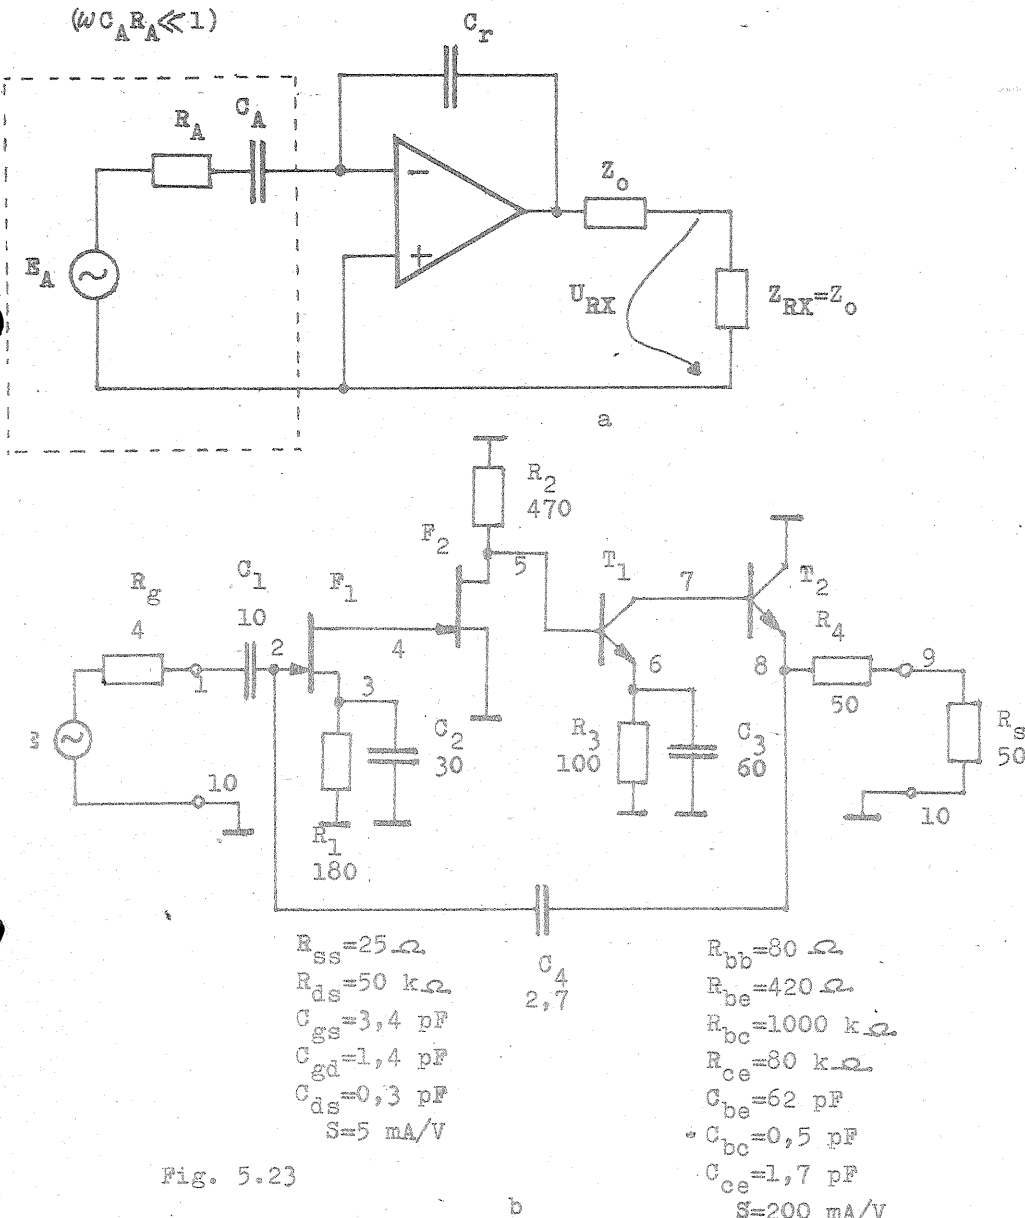 (ωC_A R_A≪1)
C_r
R_A
C_A
Z_o
E_A
−
+
U_RX
Z_RX=Z_o
a
R_2
470
F_2
5
T_1
7
T_2
R_g
4
C_1
10
F_1
2
4
R_4
1
3
6
8
9
50
C_2
30
R_3
100
C_3
60
R_s
50
10
10
R_1
180
C_4
2,7
R_ss=25 Ω
R_ds=50 kΩ
C_gs=3,4 pF
C_gd=1,4 pF
C_ds=0,3 pF
S=5 mA/V
R_bb=80 Ω
R_be=420 Ω
R_bc=1000 kΩ
R_ce=80 kΩ
C_be=62 pF
C_bc=0,5 pF
C_ce=1,7 pF
S=200 mA/V
Fig. 5.23
b